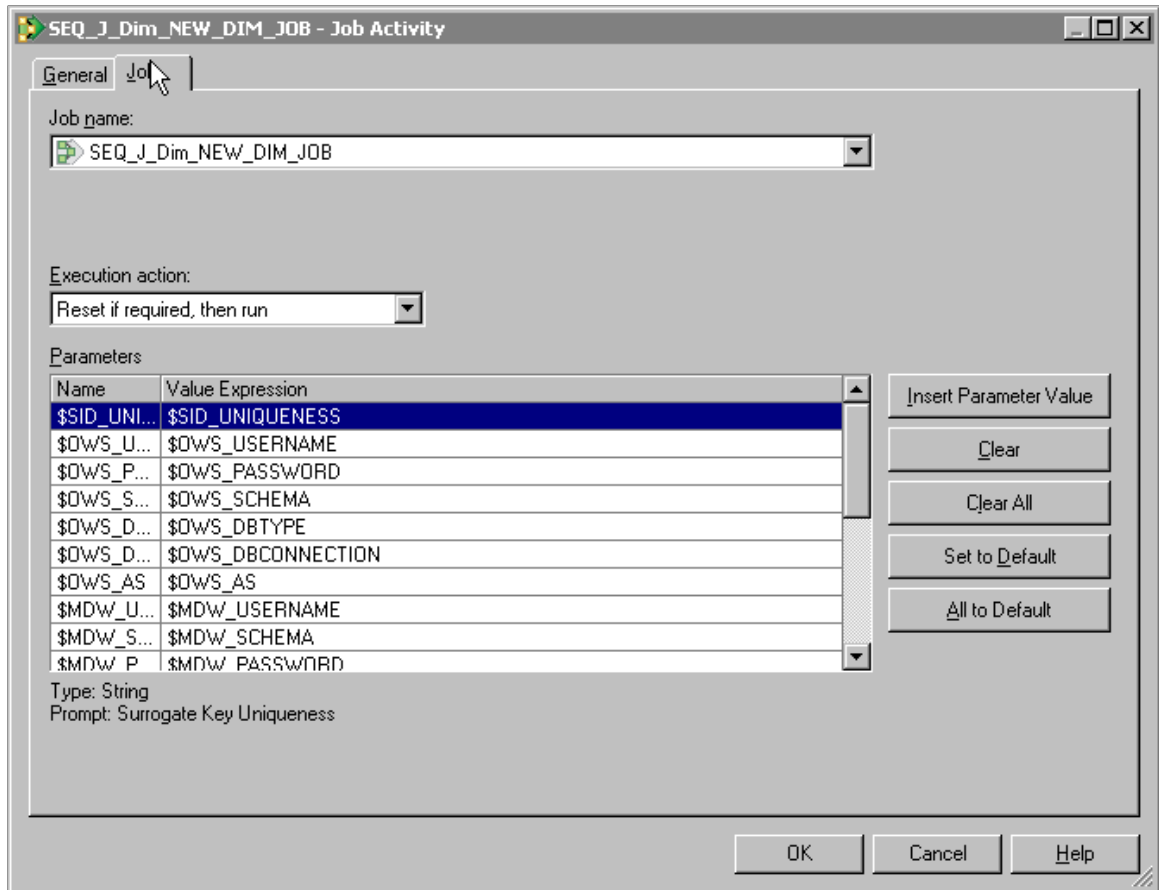 SEQ_J_Dim_NEW_DIM_JOB - Job Activity
General Job
Job name:
SEQ_J_Dim_NEW_DIM_JOB
Execution action:
Reset if required, then run
Parameters
Name Value Expression
$SID_UNI... $SID_UNIQUENESS
$OWS_U... $OWS_USERNAME
$OWS_P... $OWS_PASSWORD
$OWS_S... $OWS_SCHEMA
$OWS_D... $OWS_DBTYPE
$OWS_D... $OWS_DBCONNECTION
$OWS_AS $OWS_AS
$MDW_U... $MDW_USERNAME
$MDW_S... $MDW_SCHEMA
$MDW_P... $MDW_PASSWORD
Insert Parameter Value
Clear
Clear All
Set to Default
All to Default
Type: String
Prompt: Surrogate Key Uniqueness
OK Cancel Help